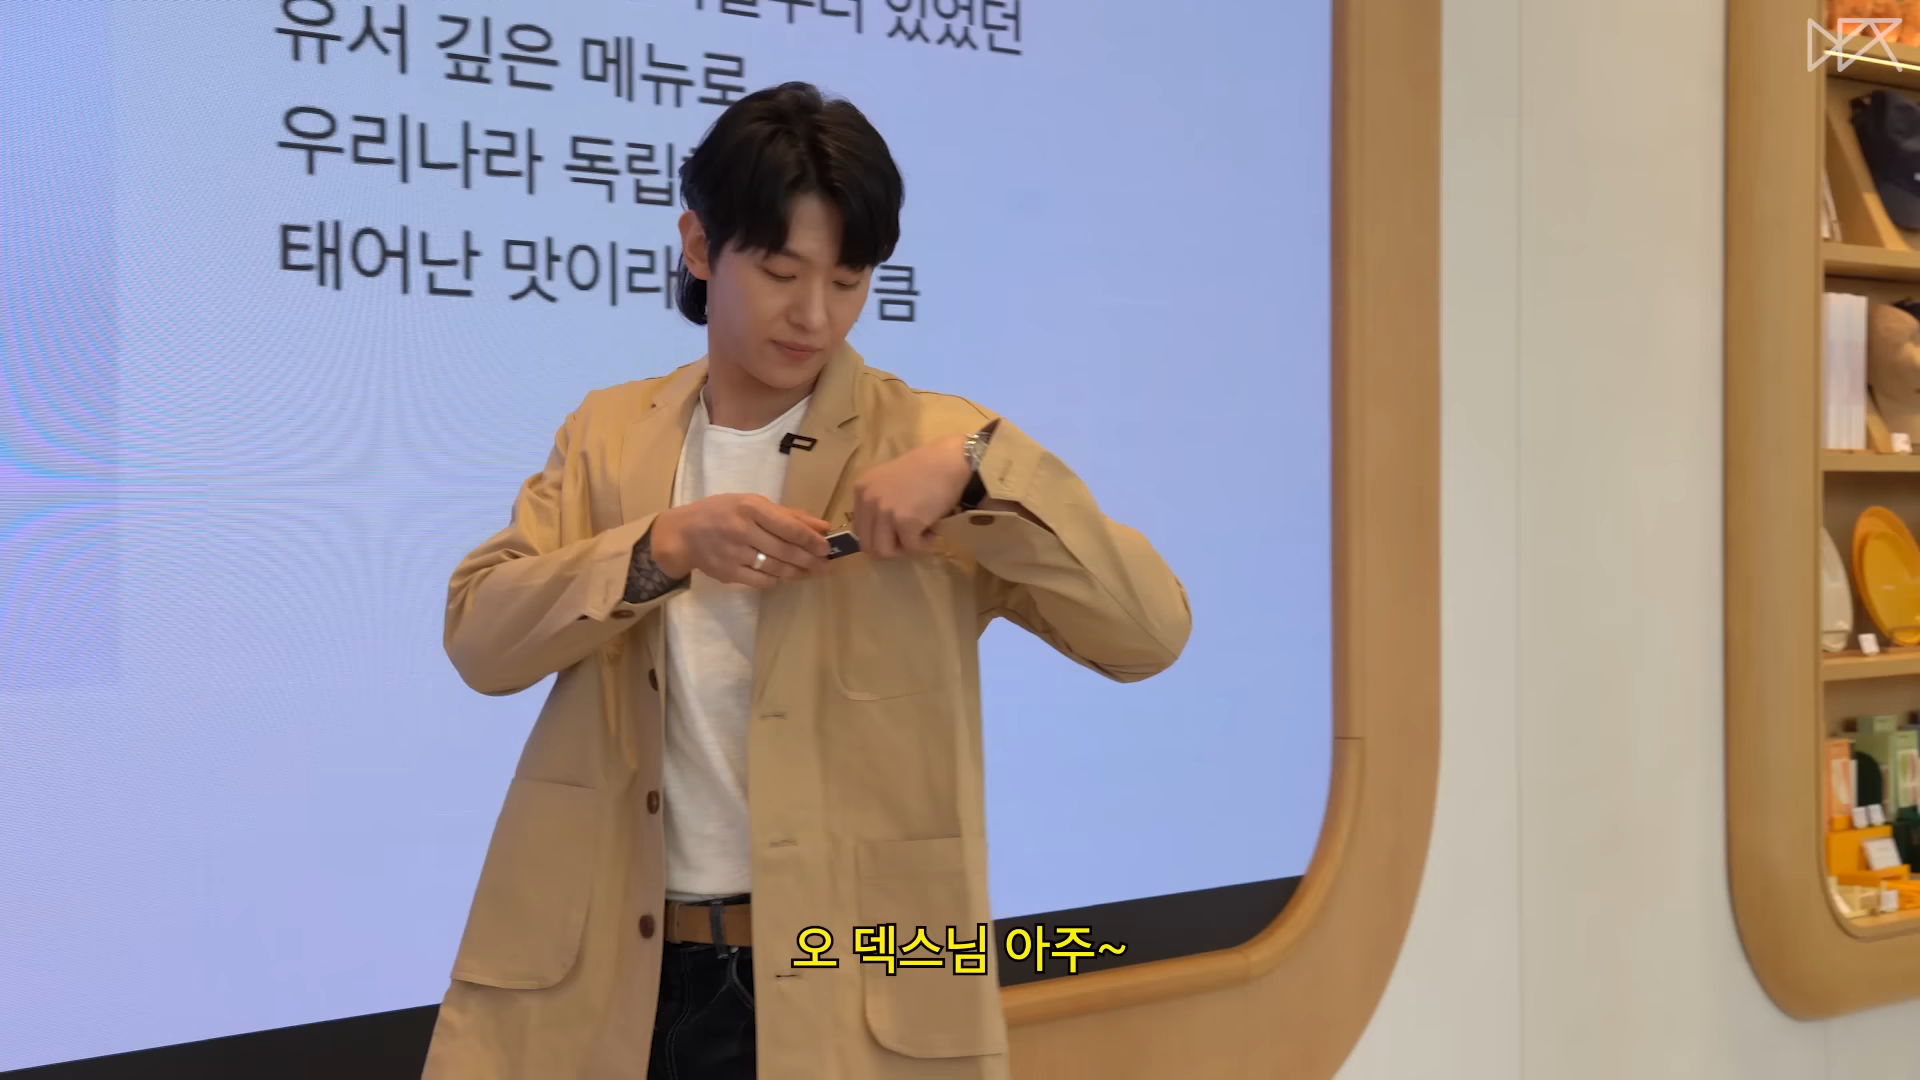 있었던
유서 깊은 메뉴로
우리나라 독립
태어난 맛이래 큼
오 덱스님 아주~